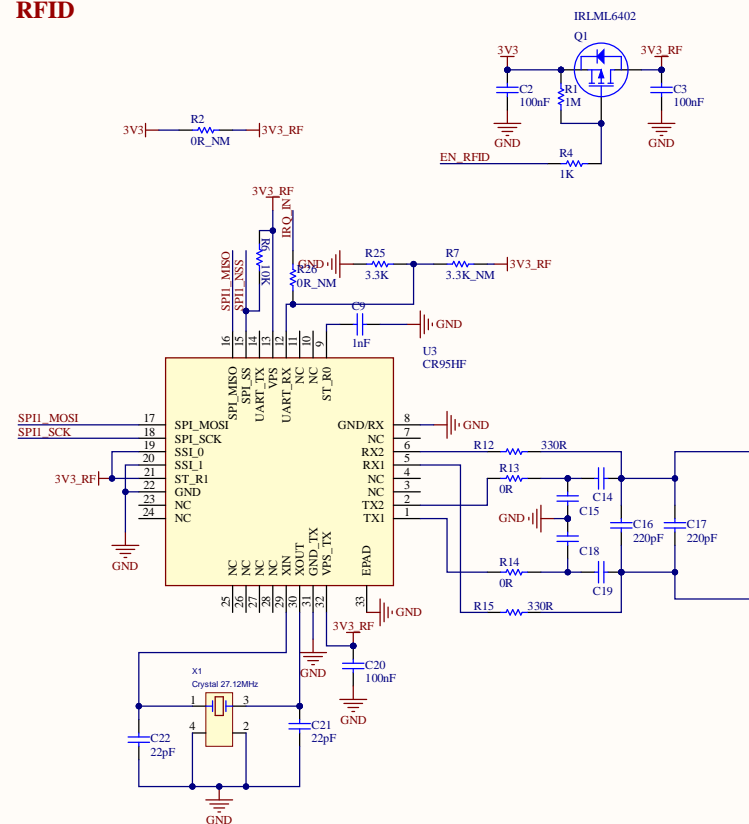 RFID
IRLML6402
Q1
3V3
3V3_RF
C2
100nF
R1
1M
C3
100nF
GND
GND
EN_RFID
R4
1K
R2
3V3
3V3_RF
0R_NM
3V3_RF
IRQ_IN
SPI1_MISO
SPI1_NSS
R6
10K
R26
0R_NM
GND
R25
3.3K
R7
3.3K_NM
3V3_RF
C9
1nF
GND
U3
CR95HF
16
15
14
13
12
11
10
9
SPI_MISO
SPI_SS
UART_TX
VPS
UART_RX
NC
NC
ST_R0
SPI1_MOSI
17
SPI_MOSI
SPI1_SCK
18
SPI_SCK
19
SSI_0
20
SSI_1
3V3_RF
21
ST_R1
22
GND
23
NC
24
NC
GND
GND/RX
8
GND
NC
7
RX2
6
R12
330R
RX1
5
NC
4
NC
3
TX2
2
TX1
1
R13
0R
C14
C15
GND
C16
220pF
C17
220pF
C18
R14
0R
C19
R15
330R
NC
NC
NC
NC
XIN
XOUT
GND_TX
VPS_TX
EPAD
25
26
27
28
29
30
31
32
33
GND
3V3_RF
GND
C20
100nF
GND
X1
Crystal 27.12MHz
1
3
4
2
C22
22pF
C21
22pF
GND